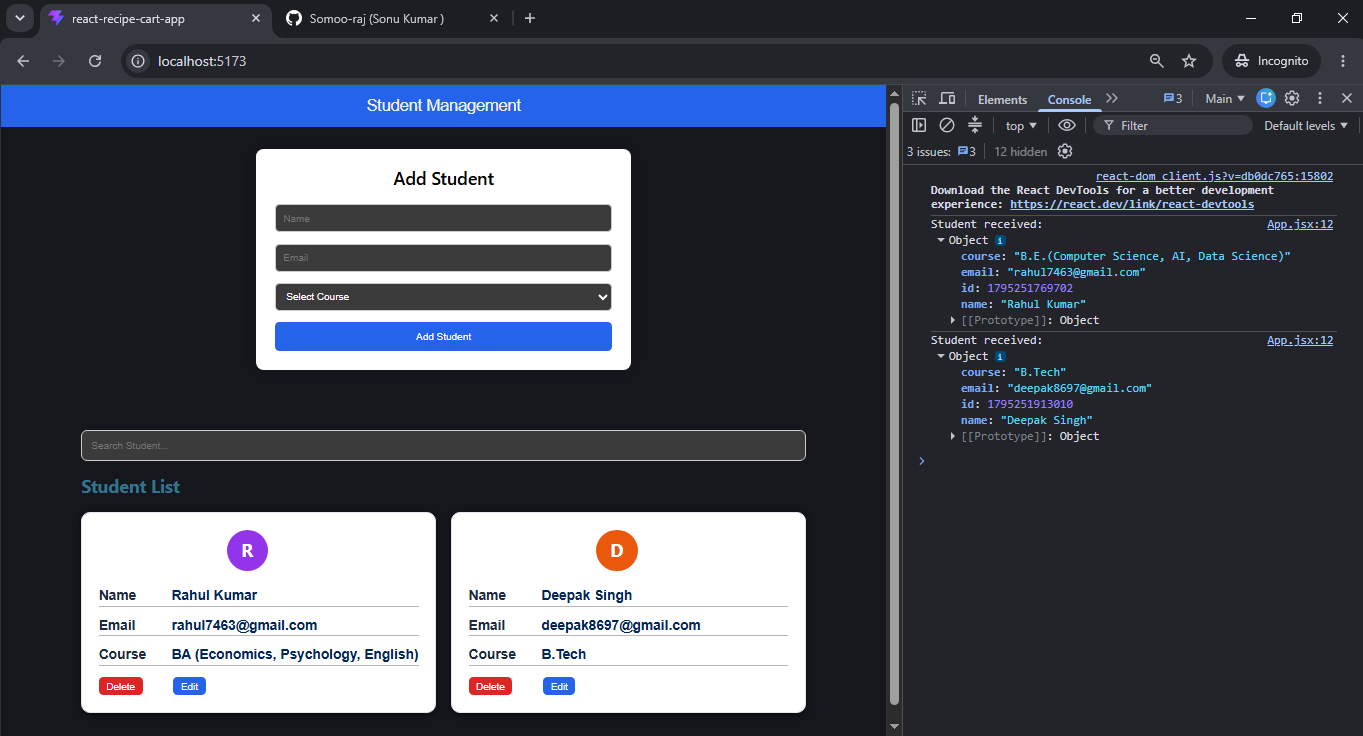 react-recipe-cart-app
Somoo-raj (Sonu Kumar )
localhost:5173
Incognito
Student Management
Add Student
Name
Email
Select Course
Add Student
Search Student...
Student List
R
Name Rahul Kumar
Email rahul7463@gmail.com
Course BA (Economics, Psychology, English)
Delete Edit
D
Name Deepak Singh
Email deepak8697@gmail.com
Course B.Tech
Delete Edit
Elements Console 3 Main
top Filter Default levels
3 issues: 3 12 hidden
react-dom_client.js?v=db0dc765:15802
Download the React DevTools for a better development
experience: https://react.dev/link/react-devtools
Student received: App.jsx:12
Object i
course: "B.E.(Computer Science, AI, Data Science)"
email: "rahul7463@gmail.com"
id: 1795251769702
name: "Rahul Kumar"
[[Prototype]]: Object
Student received: App.jsx:12
Object i
course: "B.Tech"
email: "deepak8697@gmail.com"
id: 1795251913010
name: "Deepak Singh"
[[Prototype]]: Object